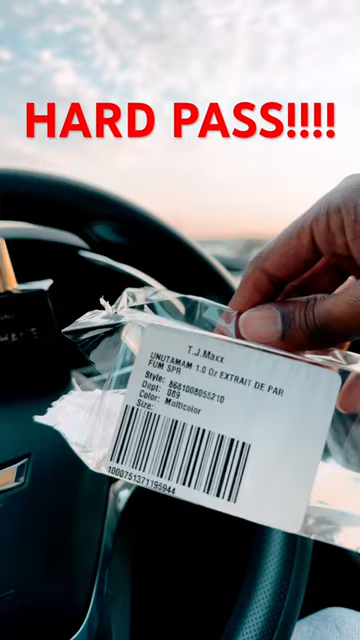 HARD PASS!!!!
T.J.Maxx
UNUTAMAM 1.0 Oz EXTRAIT DE PAR
FUM SPR
Style: 8681008055210
Dept: 089
Color: Multicolor
Size:
1000751371195944